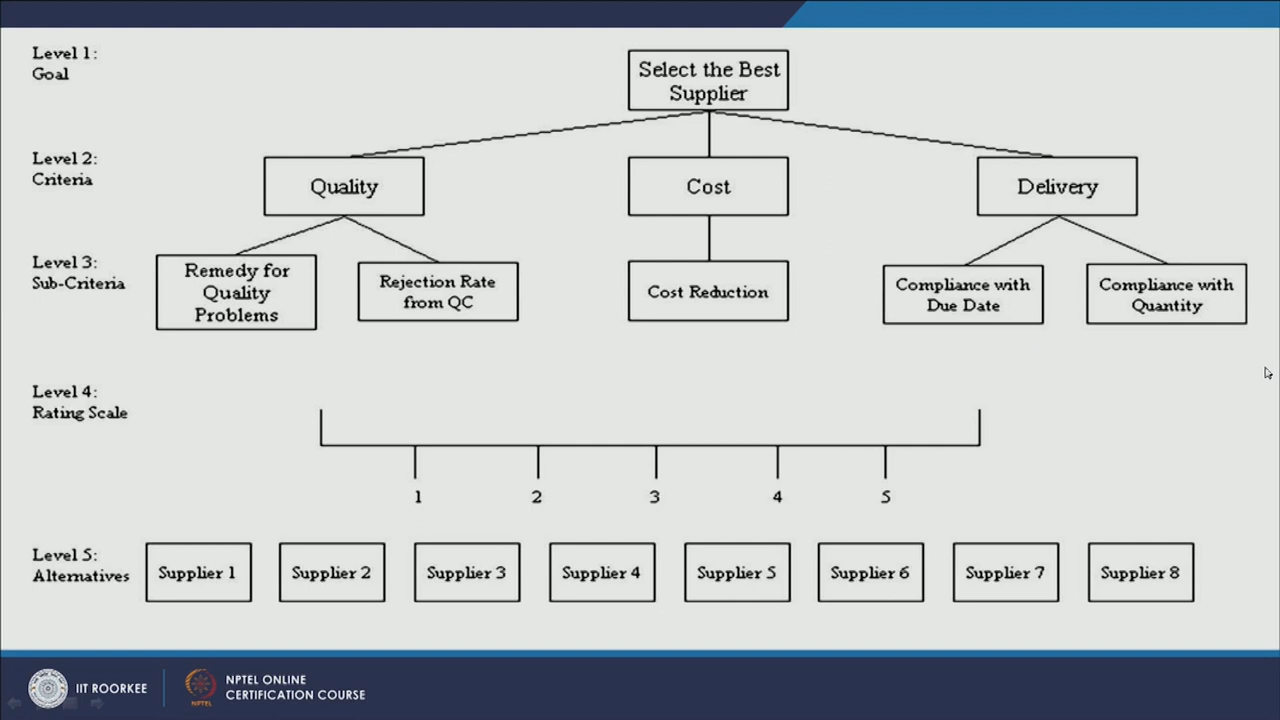 Level 1:
Goal
Select the Best
Supplier
Level 2:
Criteria
Quality
Cost
Delivery
Level 3:
Sub-Criteria
Remedy for
Quality
Problems
Rejection Rate
from QC
Cost Reduction
Compliance with
Due Date
Compliance with
Quantity
Level 4:
Rating Scale
1 2 3 4 5
Level 5:
Alternatives
Supplier 1
Supplier 2
Supplier 3
Supplier 4
Supplier 5
Supplier 6
Supplier 7
Supplier 8
IIT ROORKEE
NPTEL
NPTEL ONLINE
CERTIFICATION COURSE